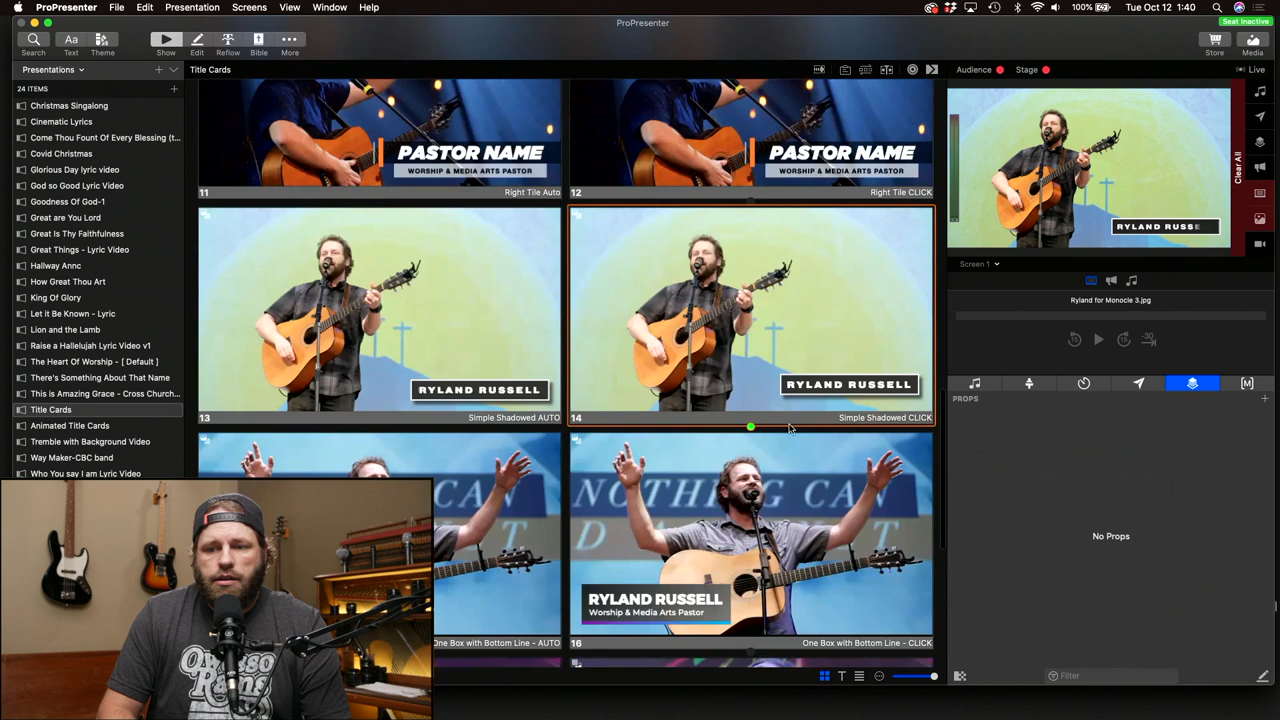 ProPresenter File Edit Presentation Screens View Window Help 100% Tue Oct 12 1:40
ProPresenter Seat Inactive
Search Text Theme Show Edit Reflow Bible More Store Media
Presentations Title Cards Audience Stage Live
24 ITEMS
Christmas Singalong
Cinematic Lyrics
Come Thou Fount Of Every Blessing (t...
Covid Christmas
Glorious Day lyric video
God so Good Lyric Video
Goodness Of God-1
Great are You Lord
Great Is Thy Faithfulness
Great Things - Lyric Video
Hallway Annc
How Great Thou Art
King Of Glory
Let it Be Known - Lyric
Lion and the Lamb
Raise a Hallelujah Lyric Video v1
The Heart Of Worship - [ Default ]
There's Something About That Name
This is Amazing Grace - Cross Church...
Title Cards
Animated Title Cards
Tremble with Background Video
Way Maker-CBC band
Who You say I am Lyric Video
PASTOR NAME
WORSHIP & MEDIA ARTS PASTOR
11 Right Tile Auto
PASTOR NAME
WORSHIP & MEDIA ARTS PASTOR
12 Right Tile CLICK
RYLAND RUSSELL
13 Simple Shadowed AUTO
RYLAND RUSSELL
14 Simple Shadowed CLICK
One Box with Bottom Line - AUTO
NOTHING CAN
RYLAND RUSSELL
Worship & Media Arts Pastor
16 One Box with Bottom Line - CLICK
RYLAND RUSSE
Clear All
Screen 1
Ryland for Monocle 3.jpg
15 15 -30
PROPS
No Props
Filter